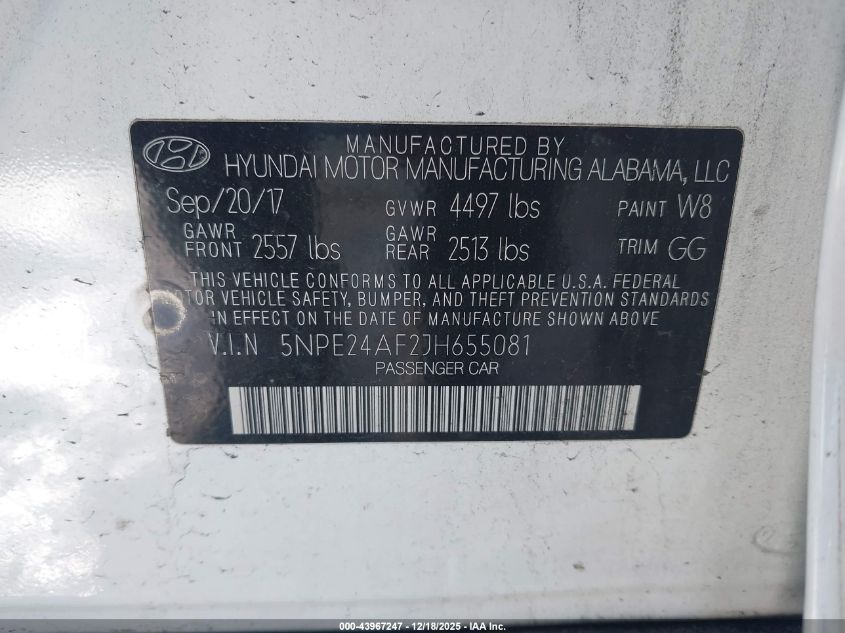 MANUFACTURED BY
HYUNDAI MOTOR MANUFACTURING ALABAMA, LLC
Sep/20/17 GVWR 4497 lbs PAINT W8
GAWR FRONT 2557 lbs GAWR REAR 2513 lbs TRIM GG
THIS VEHICLE CONFORMS TO ALL APPLICABLE U.S.A. FEDERAL
TOR VEHICLE SAFETY, BUMPER, AND THEFT PREVENTION STANDARDS
IN EFFECT ON THE DATE OF MANUFACTURE SHOWN ABOVE
V.I.N 5NPE24AF2JH655081
PASSENGER CAR
000-43967247 - 12/18/2025 - IAA Inc.